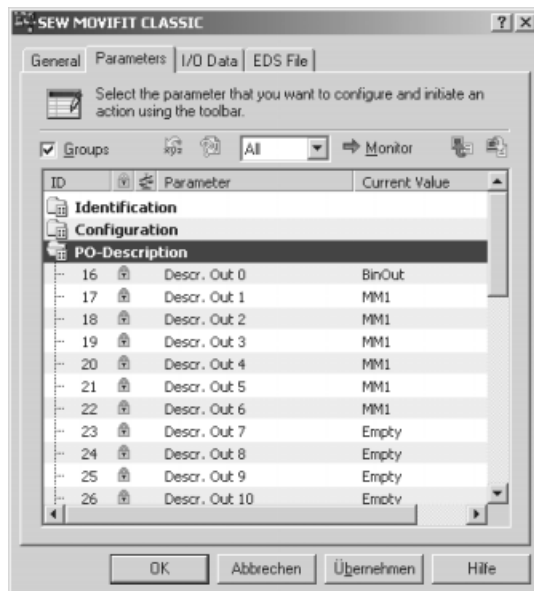 SEW MOVIFIT CLASSIC
General Parameters I/O Data EDS File
Select the parameter that you want to configure and initiate an
action using the toolbar.
Groups All Monitor
ID Parameter Current Value
Identification
Configuration
PO-Description
16 Descr. Out 0 BinOut
17 Descr. Out 1 MM1
18 Descr. Out 2 MM1
19 Descr. Out 3 MM1
20 Descr. Out 4 MM1
21 Descr. Out 5 MM1
22 Descr. Out 6 MM1
23 Descr. Out 7 Empty
24 Descr. Out 8 Empty
25 Descr. Out 9 Empty
26 Descr. Out 10 Empty
OK Abbrechen Übernehmen Hilfe